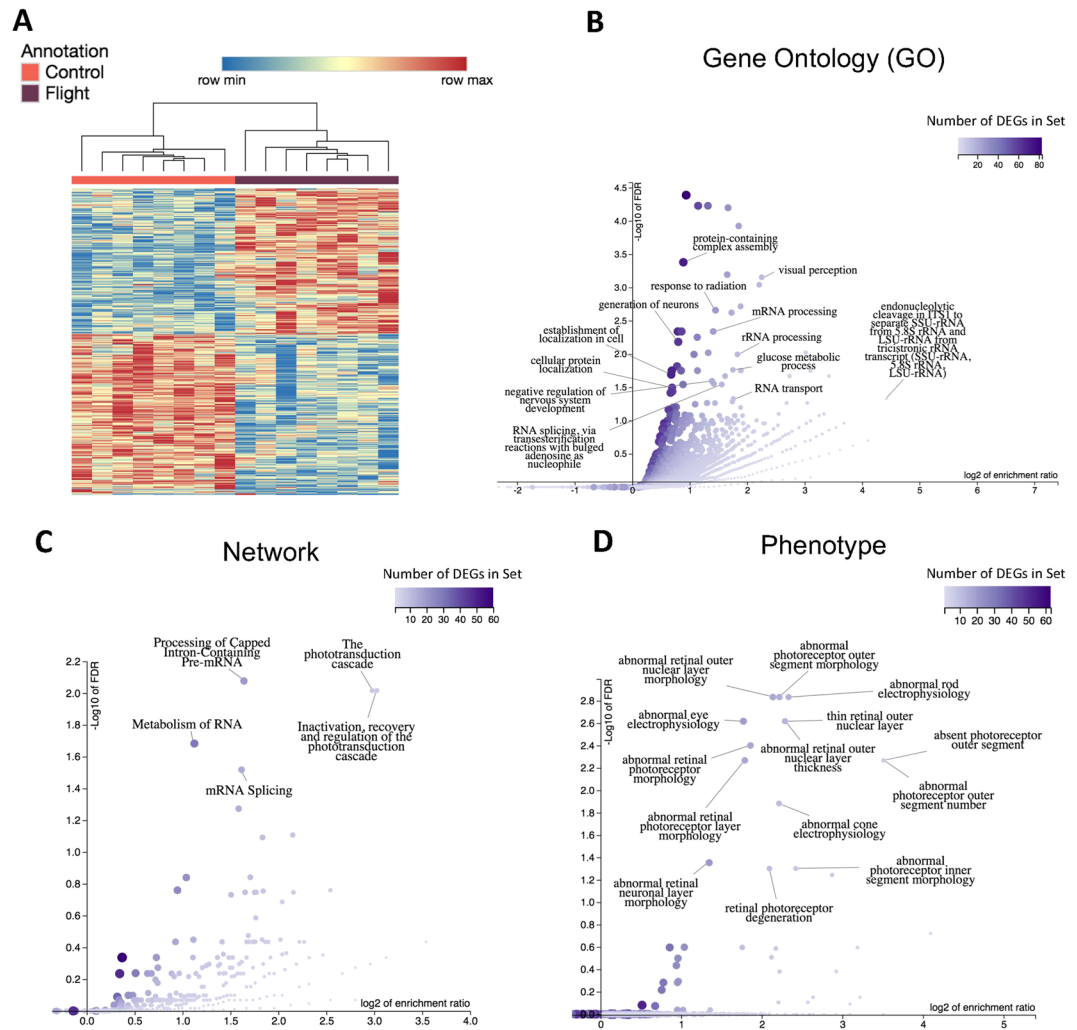 A
Annotation
Control
Flight
row min
row max
B
Gene Ontology (GO)
Number of DEGs in Set
20 40 60 80
-Log10 of FDR
4.5
4.0
3.5
3.0
2.5
2.0
1.5
1.0
0.5
protein-containing
complex assembly
visual perception
response to radiation
generation of neurons
mRNA processing
establishment of
localization in cell
rRNA processing
cellular protein
localization
glucose metabolic
process
negative regulation of
nervous system
development
RNA transport
RNA splicing, via
transesterification
reactions with bulged
adenosine as
nucleophile
endonucleolytic
cleavage in ITS1 to
separate SSU-rRNA
from 5.8S rRNA and
LSU-rRNA from
tricistronic rRNA
transcript (SSU-rRNA,
5.8S rRNA,
LSU-rRNA)
log2 of enrichment ratio
-2 -1 0 1 2 3 4 5 6 7
C
Network
Number of DEGs in Set
10 20 30 40 50 60
-Log10 of FDR
2.2
2.0
1.8
1.6
1.4
1.2
1.0
0.8
0.6
0.4
0.2
Processing of Capped
Intron-Containing
Pre-mRNA
The
phototransduction
cascade
Metabolism of RNA
Inactivation, recovery
and regulation of the
phototransduction
cascade
mRNA Splicing
log2 of enrichment ratio
0.0 0.5 1.0 1.5 2.0 2.5 3.0 3.5 4.0
D
Phenotype
Number of DEGs in Set
10 20 30 40 50 60
-Log10 of FDR
2.8
2.6
2.4
2.2
2.0
1.8
1.6
1.4
1.2
1.0
0.8
0.6
0.4
0.2
0.0
abnormal retinal outer
nuclear layer
morphology
abnormal
photoreceptor outer
segment morphology
abnormal rod
electrophysiology
abnormal eye
electrophysiology
thin retinal outer
nuclear layer
absent photoreceptor
outer segment
abnormal retinal
photoreceptor
morphology
abnormal retinal outer
nuclear layer
thickness
abnormal
photoreceptor outer
segment number
abnormal retinal
photoreceptor layer
morphology
abnormal cone
electrophysiology
abnormal retinal
neuronal layer
morphology
abnormal
photoreceptor inner
segment morphology
retinal photoreceptor
degeneration
log2 of enrichment ratio
0 1 2 3 4 5